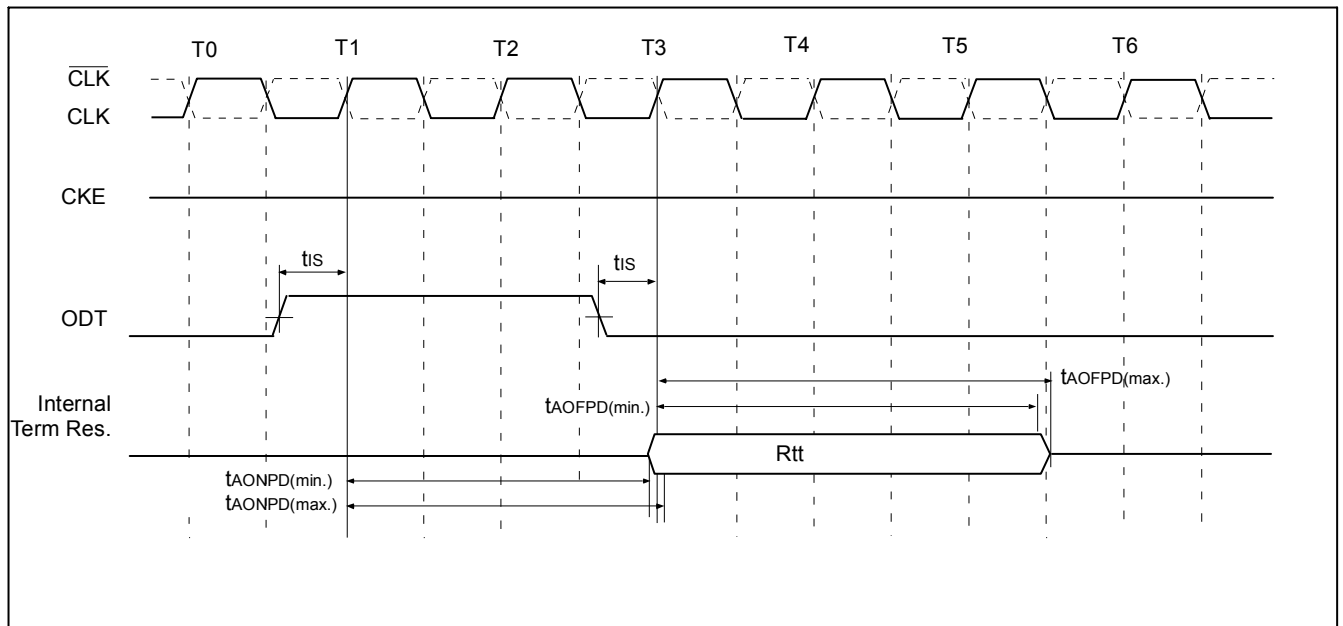 T0 T1 T2 T3 T4 T5 T6
CLK
CLK
CKE
tIS
tIS
ODT
tAOFPD(max.)
Internal
Term Res.
tAOFPD(min.)
Rtt
tAONPD(min.)
tAONPD(max.)